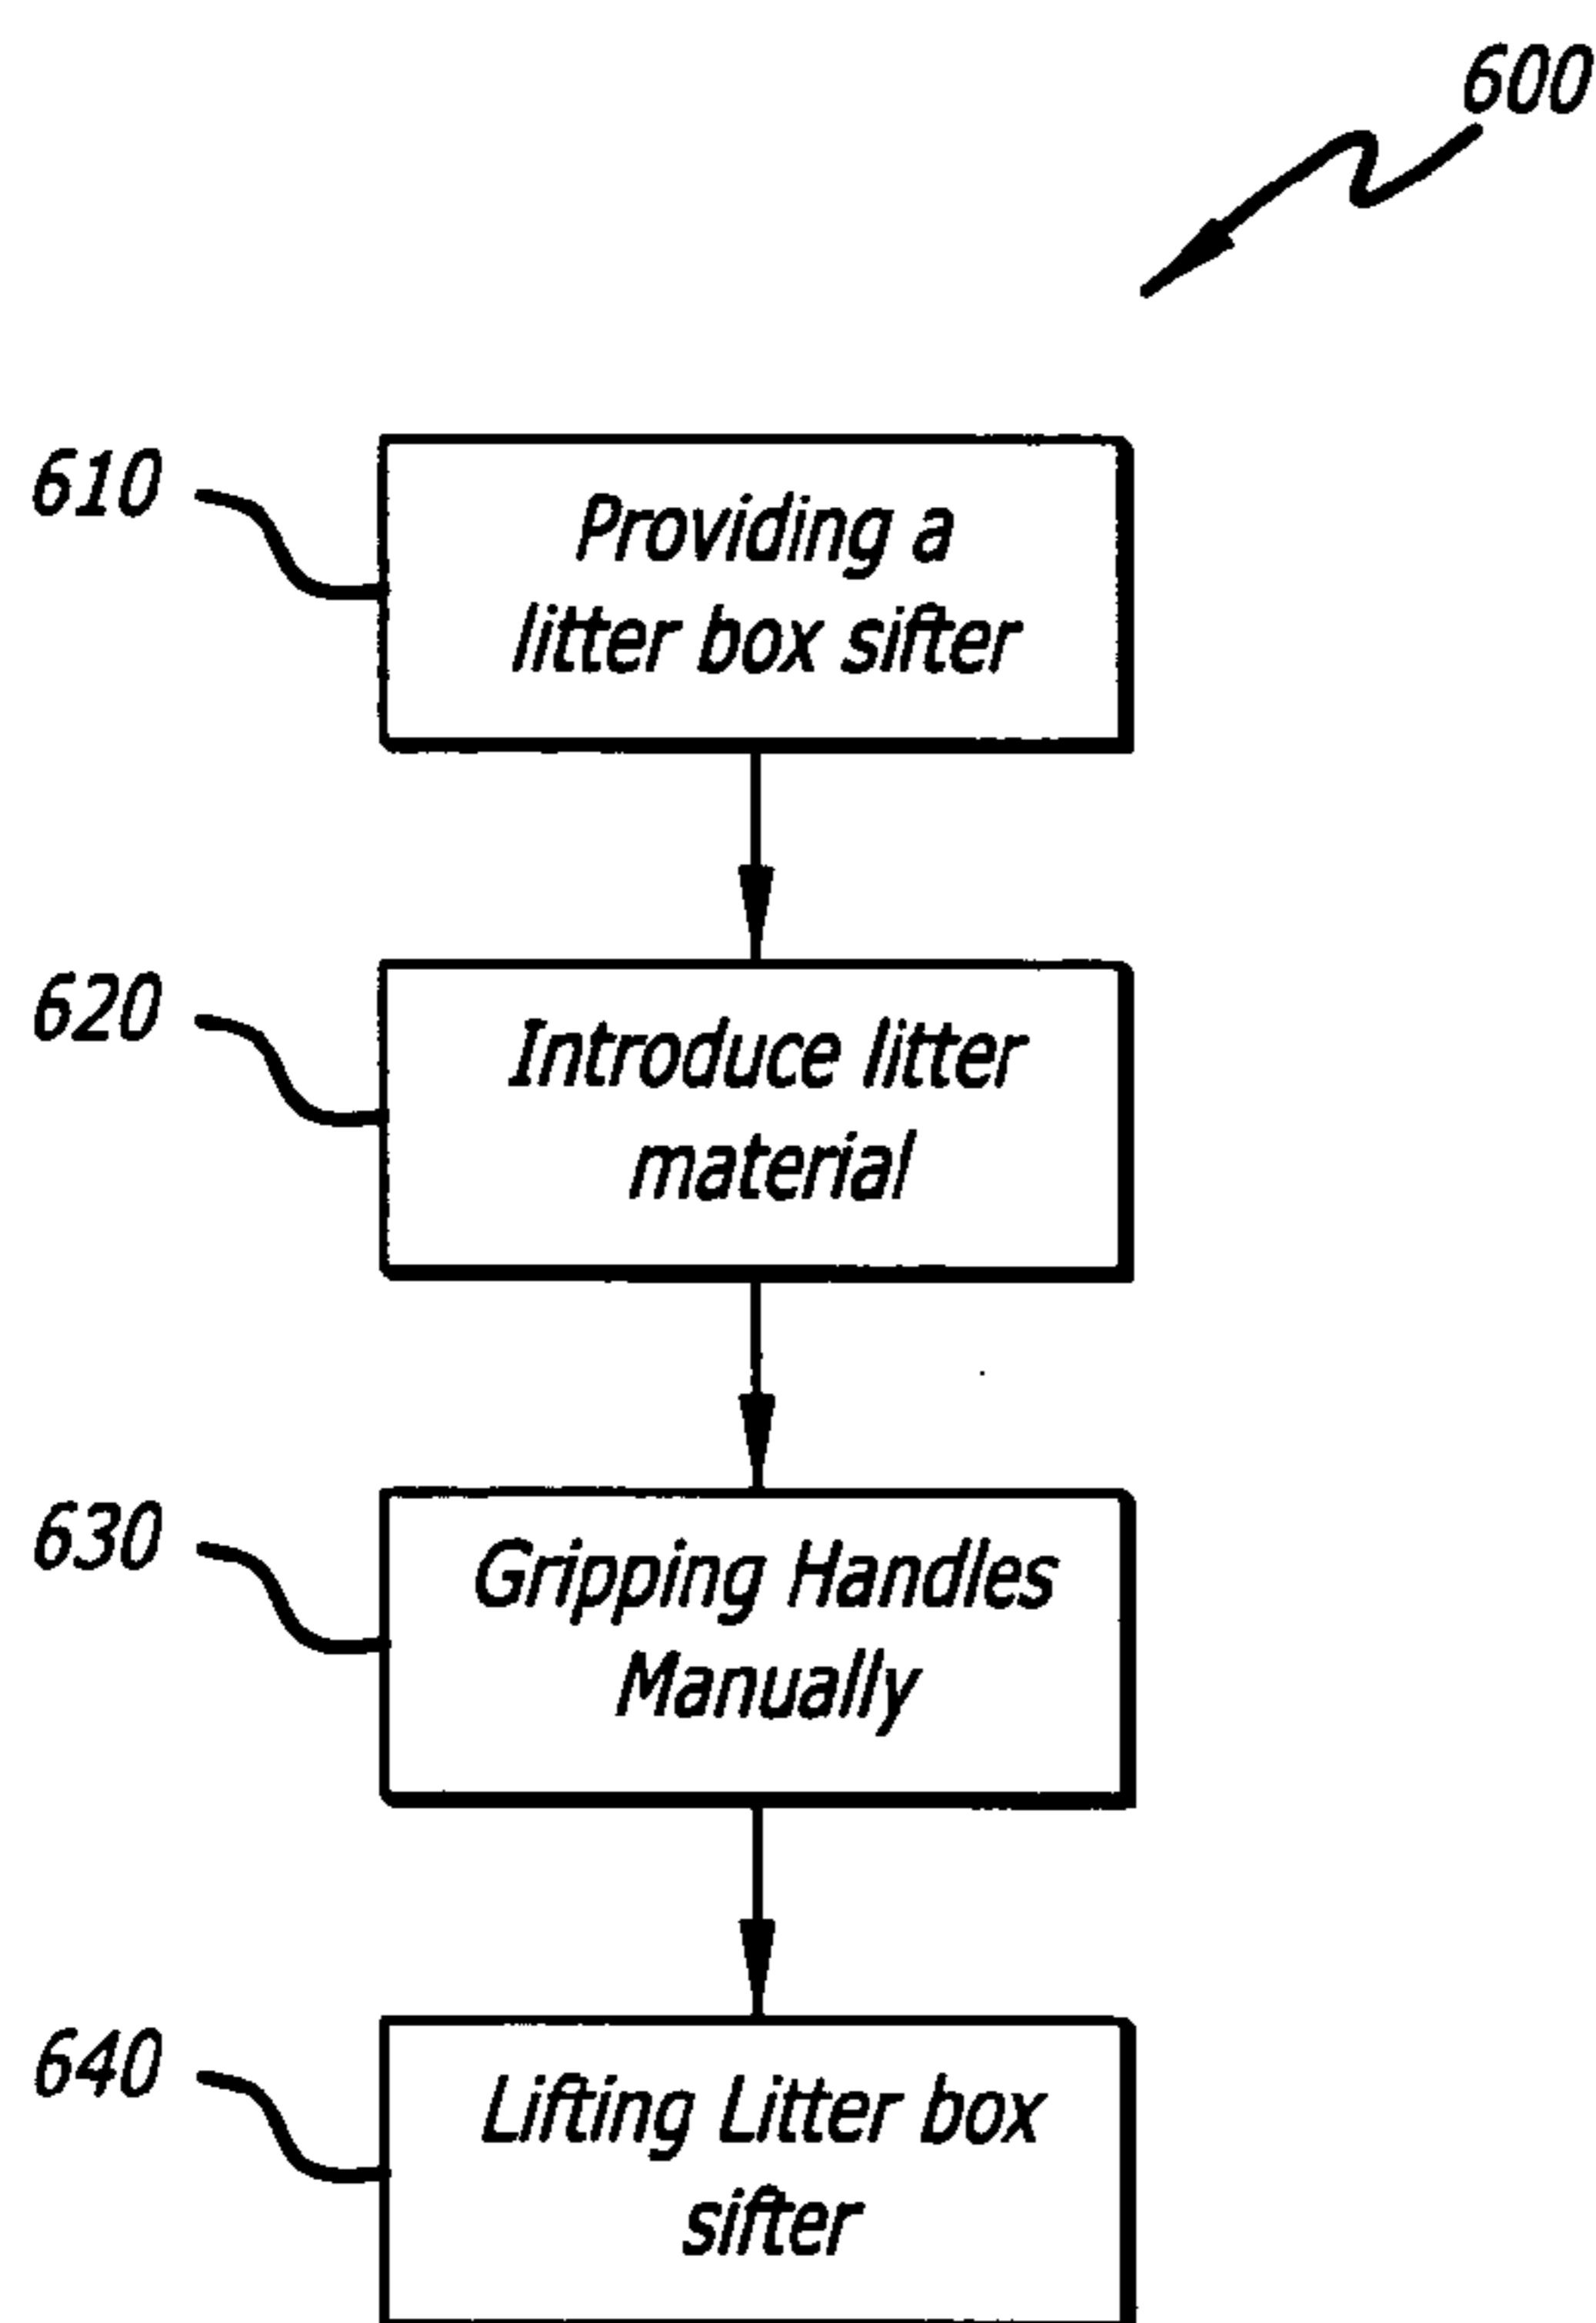 600
610
Providing a
litter box sifter
620
Introduce litter
material
630
Gripping Handles
Manually
640
Lifting Litter box
sifter